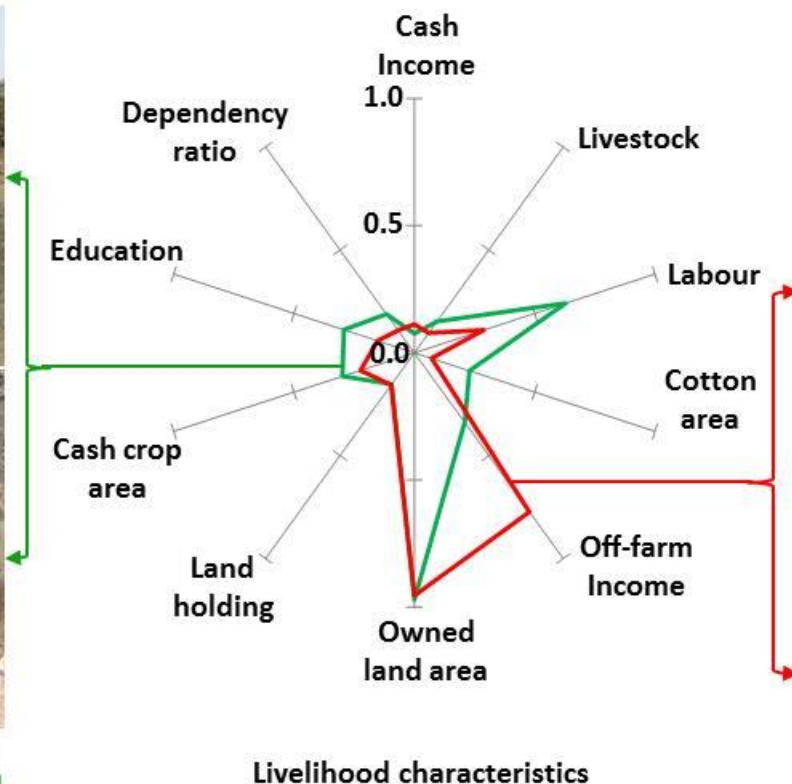 Cash
Income
1.0
Dependency
ratio
Livestock
0.5
Education
Labour
0.0
Cotton
area
Cash crop
area
Off-farm
Income
Land
holding
Owned
land area
Livelihood characteristics